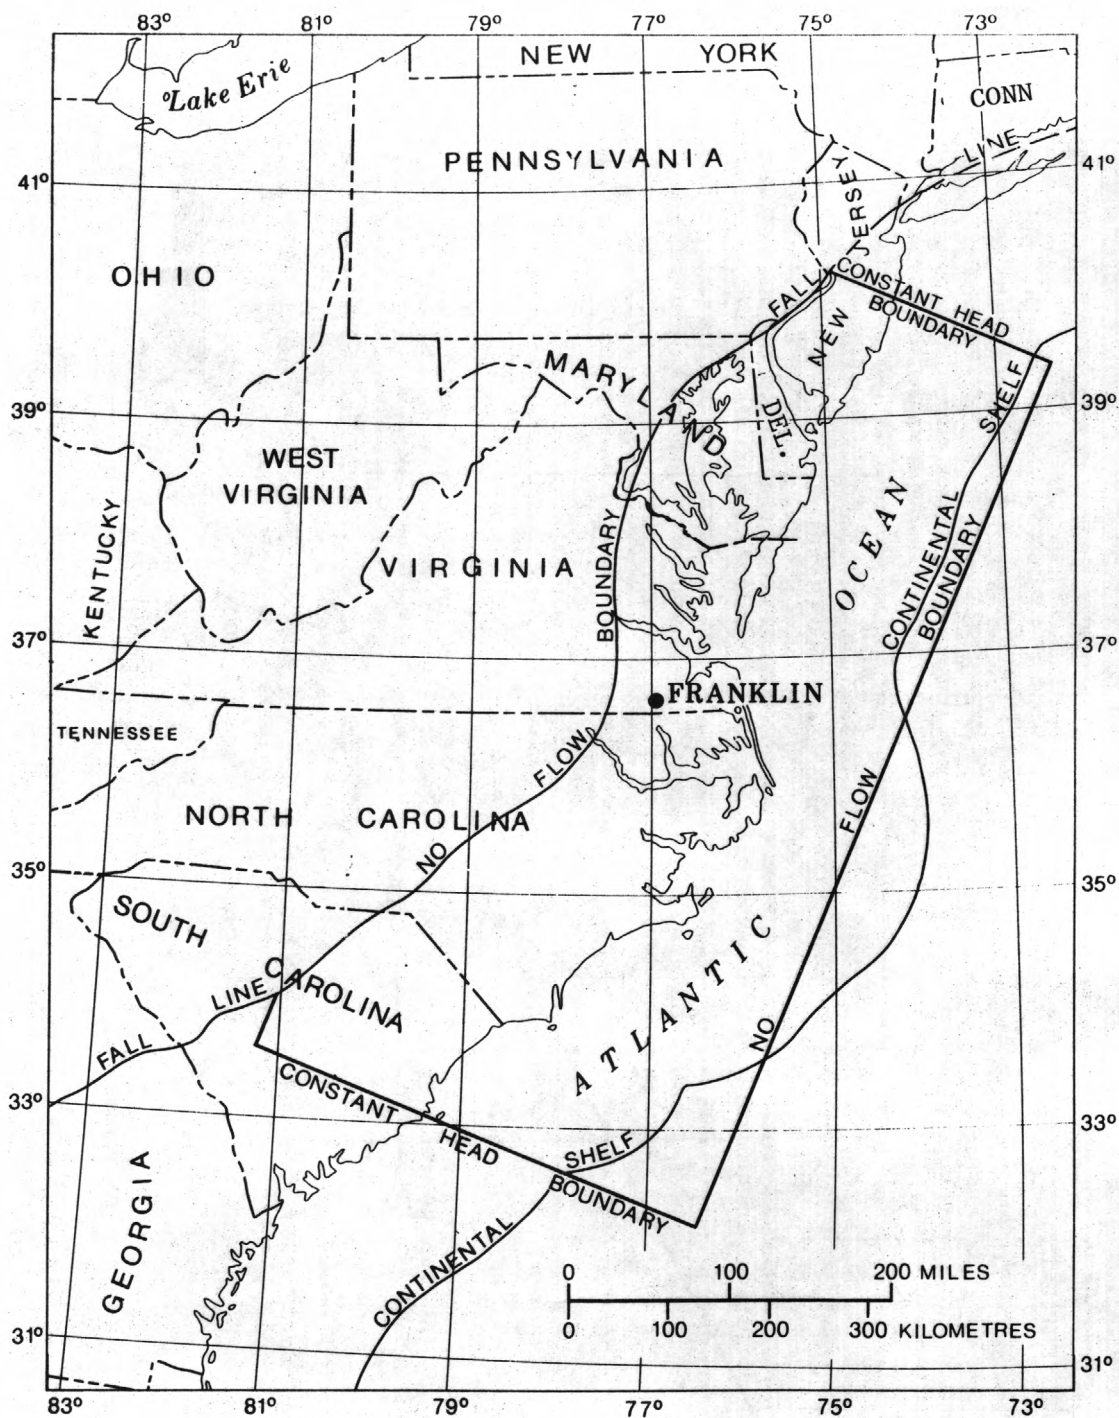 83° 81° 79° 77° 75° 73°
NEW YORK
Lake Erie
CONN
LINE
PENNSYLVANIA
41° 41°
NEW JERSEY
OHIO
CONSTANT HEAD
BOUNDARY
FALL
MARYLAND
SHELF
39° 39°
DEL.
WEST
VIRGINIA
OCEAN
KENTUCKY
BOUNDARY
CONTINENTAL
BOUNDARY
VIRGINIA
37° 37°
FRANKLIN
TENNESSEE
FLOW
FLOW
NORTH CAROLINA
NO
35° 35°
SOUTH
CAROLINA
ATLANTIC
LINE
FALL
NO
CONSTANT
33° 33°
HEAD
SHELF
BOUNDARY
GEORGIA
CONTINENTAL
0 100 200 MILES
0 100 200 300 KILOMETRES
31° 31°
83° 81° 79° 77° 75° 73°